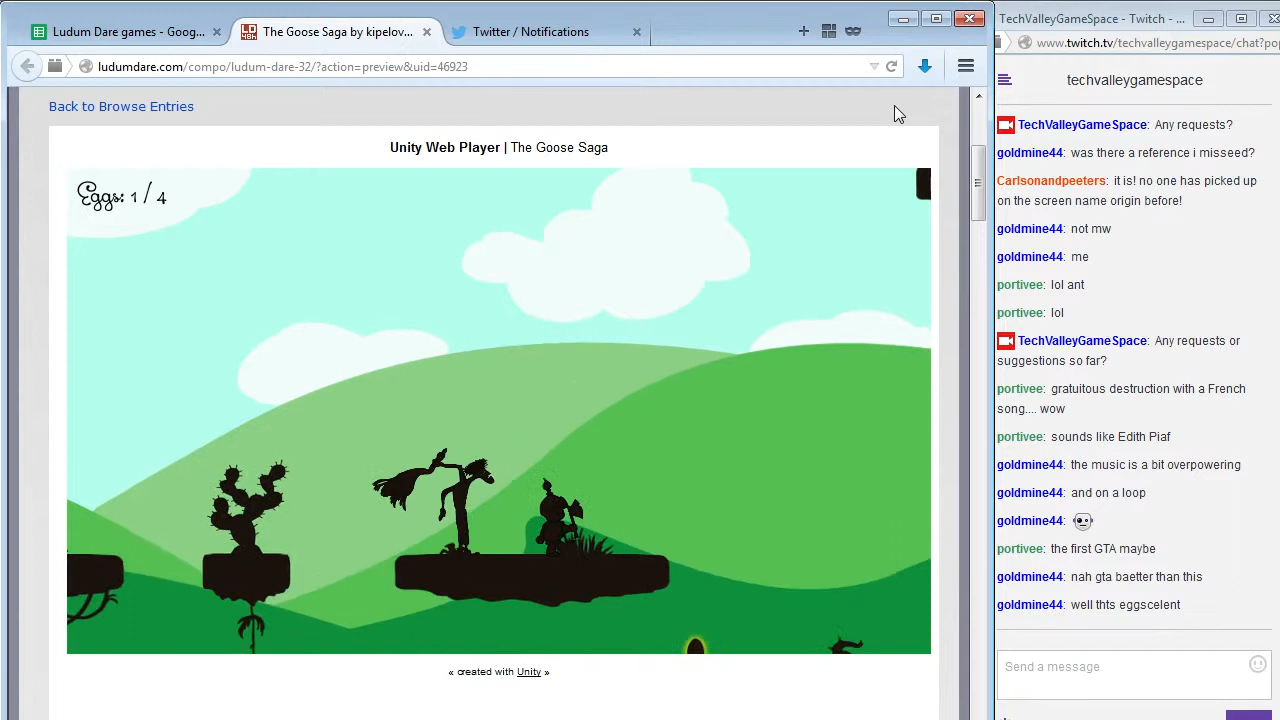 Ludum Dare games - Goog...
The Goose Saga by kipelov...
Twitter / Notifications
TechValleyGameSpace - Twitch - ...
ludumdare.com/compo/ludum-dare-32/?action=preview&uid=46923
www.twitch.tv/techvalleygamespace/chat?po
techvalleygamespace
Back to Browse Entries
Unity Web Player | The Goose Saga
Eggs: 1 / 4
« created with Unity »
TechValleyGameSpace: Any requests?
goldmine44: was there a reference i misseed?
Carlsonandpeeters: it is! no one has picked up
on the screen name origin before!
goldmine44: not mw
goldmine44: me
portivee: lol ant
portivee: lol
TechValleyGameSpace: Any requests or
suggestions so far?
portivee: gratuitous destruction with a French
song.... wow
portivee: sounds like Edith Piaf
goldmine44: the music is a bit overpowering
goldmine44: and on a loop
goldmine44:
portivee: the first GTA maybe
goldmine44: nah gta baetter than this
goldmine44: well thts eggscelent
Send a message